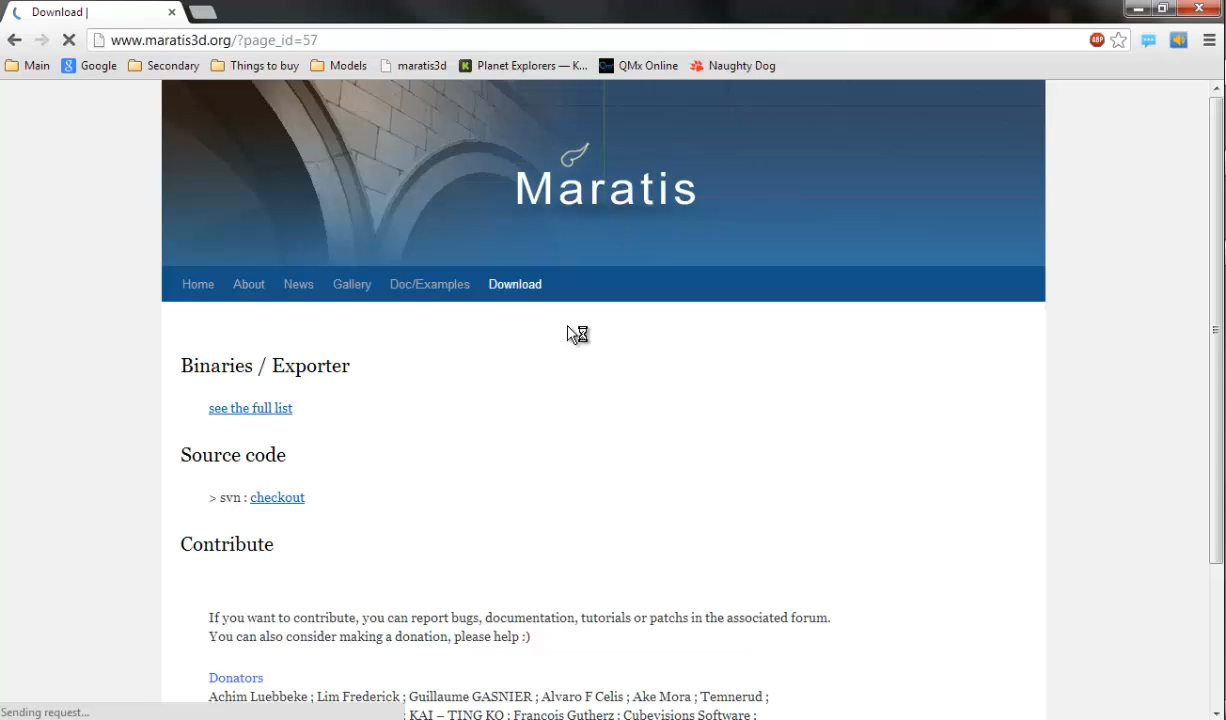 Download |
www.maratis3d.org/?page_id=57
ABP
Main Google Secondary Things to buy Models maratis3d Planet Explorers — K... QMx Online Naughty Dog
Maratis
Home About News Gallery Doc/Examples Download
Binaries / Exporter
see the full list
Source code
> svn : checkout
Contribute
If you want to contribute, you can report bugs, documentation, tutorials or patchs in the associated forum.
You can also consider making a donation, please help :)
Donators
Achim Luebbeke ; Lim Frederick ; Guillaume GASNIER ; Alvaro F Celis ; Ake Mora ; Temnerud ;
; KAI – TING KO ; Francois Gutherz ; Cubevisions Software ;
Sending request...